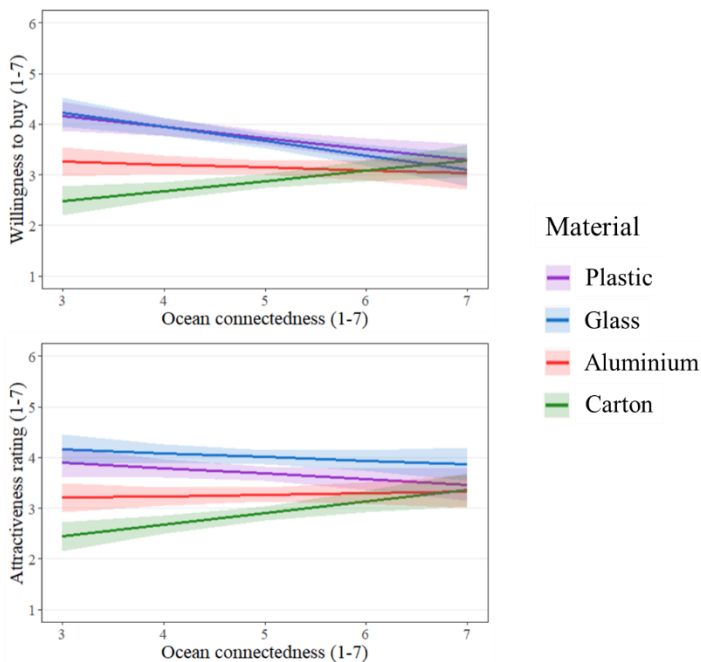 6
5
4
3
2
1
Willingness to buy (1-7)
3 4 5 6 7
Ocean connectedness (1-7)
Material
Plastic
Glass
Aluminium
Carton
6
5
4
3
2
1
Attractiveness rating (1-7)
3 4 5 6 7
Ocean connectedness (1-7)